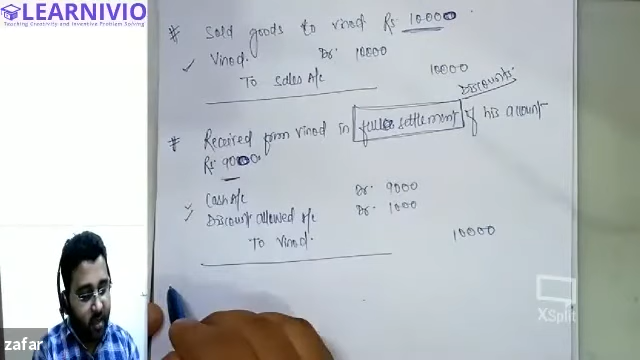 LEARNIVIO
Teaching Creativity and Inventive Problem Solving
# Sold goods to vinod Rs 10000
Vinod Dr. 10000
To Sales A/c 10000
Discounts
# Received from vinod in full settlement of his account
Rs 9000
Cash A/c Dr. 9000
Discount allowed A/c Dr. 1000
To Vinod. 10000
zafar
XSplit